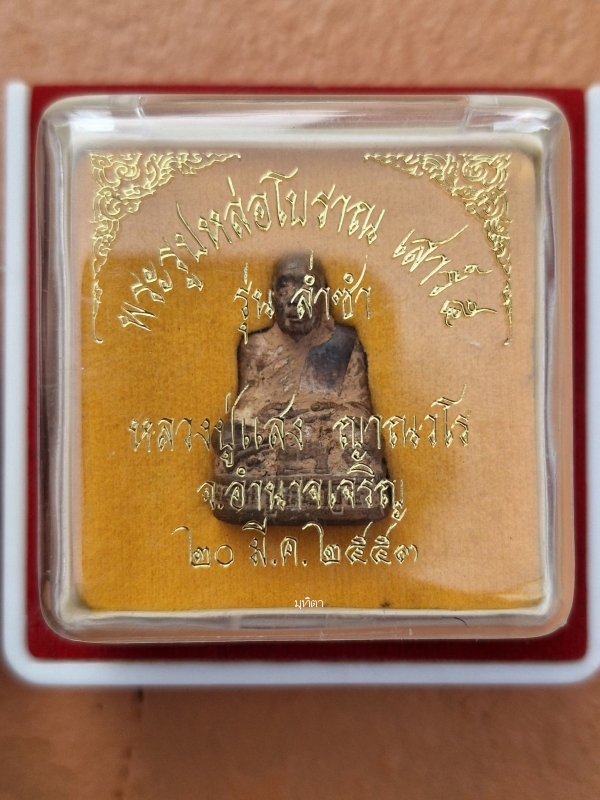 พระรูปหล่อโบราณ เสาร์๕
รุ่น ล่ำซำ
หลวงปู่แสง ญาณวโร
จ.อำนาจเจริญ
๒๐ มี.ค.๒๕๕๓
มุทิตา